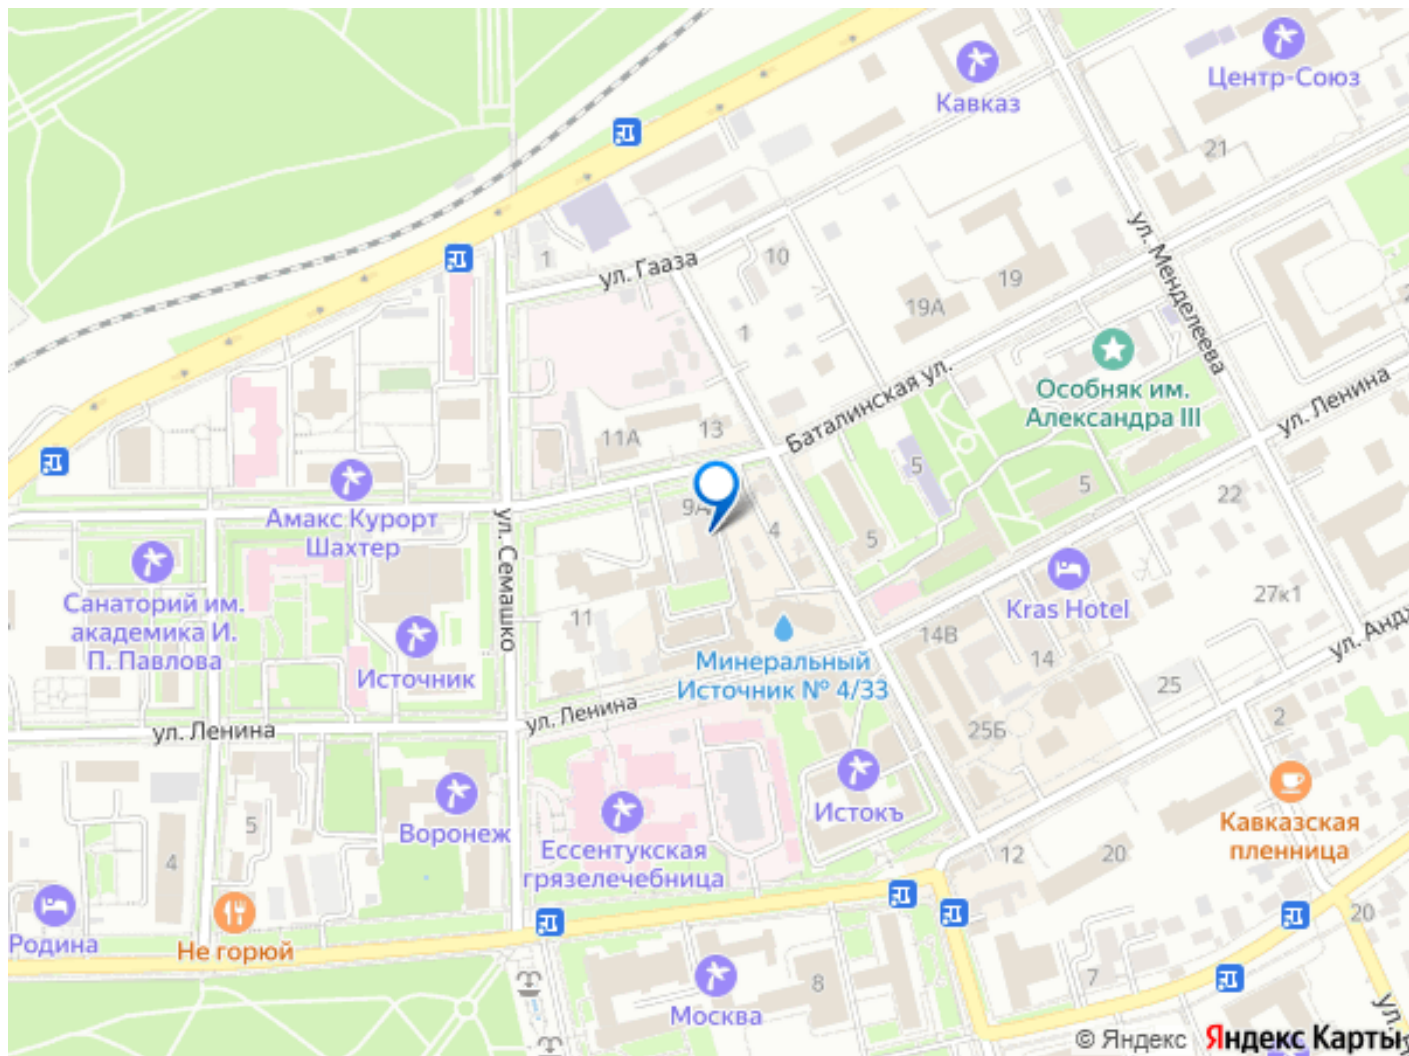 Центр-Союз
Кавказ
21
ул. Менделеева
1
ул. Гааза
10
19
19А
1
Особняк им.
Александра III
ул. Ленина
Баталинская ул.
11А
13
5
5
22
Амакс Курорт
Шахтер
9А
4
5
ул. Семашко
Санаторий им.
академика И.
П. Павлова
11
Kras Hotel
27к1
14В
14
Источник
Минеральный
Источник № 4/33
25
2
ул. Ленина
ул. Ленина
25Б
Истокъ
Воронеж
5
4
Ессентукская
грязелечебница
12
20
Кавказская
пленница
Родина
Не горюй
20
Москва
8
7
© Яндекс Яндекс Карты